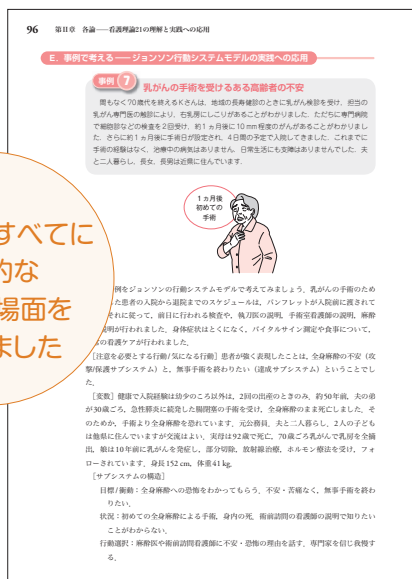 96 第Ⅱ章 各論──看護理論21の理解と実践への応用
E. 事例で考える──ジョンソン行動システムモデルの実践への応用
事例 7 乳がんの手術を受けるある高齢者の不安
間もなく70歳代を終えるKさんは，地域の長寿健診のときに乳がん検診を受け，担当の
乳がん専門医の触診により，右乳房にしこりがあることがわかりました．ただちに専門病院
で細胞診などの検査を2回受け，約1ヵ月後に10mm程度のがんがあることがわかりまし
た．さらに約1ヵ月後に手術日が設定され，4日間の予定で入院してきました．これまでに
手術の経験はなく，治療中の病気はありません．日常生活にも支障はありませんでした．夫
と二人暮らし，長女，長男は近県に住んでいます．
1ヵ月後
初めての
手術
すべてに
的な
場面を
ました
例をジョンソンの行動システムモデルで考えてみましょう．乳がんの手術のため
した患者の入院から退院までのスケジュールは，パンフレットが入院前に渡されて
それに従って，前日に行われる検査や，執刀医の説明，手術室看護師の説明，麻酔
説明が行われました．身体症状はとくになく，バイタルサイン測定や食事について，
の看護ケアが行われました．
［注意を必要とする行動/気になる行動］患者が強く表現したことは，全身麻酔の不安（攻
撃/保護サブシステム）と，無事手術を終わりたい（達成サブシステム）ということでし
た．
［変数］健康で入院経験は幼少のころ以外は，2回の出産のときのみ．約50年前，夫の弟
が30歳ごろ，急性膵炎に続発した腸閉塞の手術を受け，全身麻酔のまま死亡しました．そ
のためか，手術より全身麻酔を恐れています．元公務員．夫と二人暮らし，2人の子ども
は他県に住んでいますが交流はよい．実母は92歳で死亡，70歳ごろ乳がんで乳房を全摘
出，娘は10年前に乳がんを発症し，部分切除，放射線治療，ホルモン療法を受け，フォ
ローされています．身長152cm，体重41kg．
［サブシステムの構造］
目標/衝動：全身麻酔への恐怖をわかってもらう．不安・苦痛なく，無事手術を終わ
りたい．
状況：初めての全身麻酔による手術，身内の死．術前訪問の看護師の説明で知りたい
ことがわからない．
行動選択：麻酔医や術前訪問看護師に不安・恐怖の理由を話す．専門家を信じ我慢す
る．